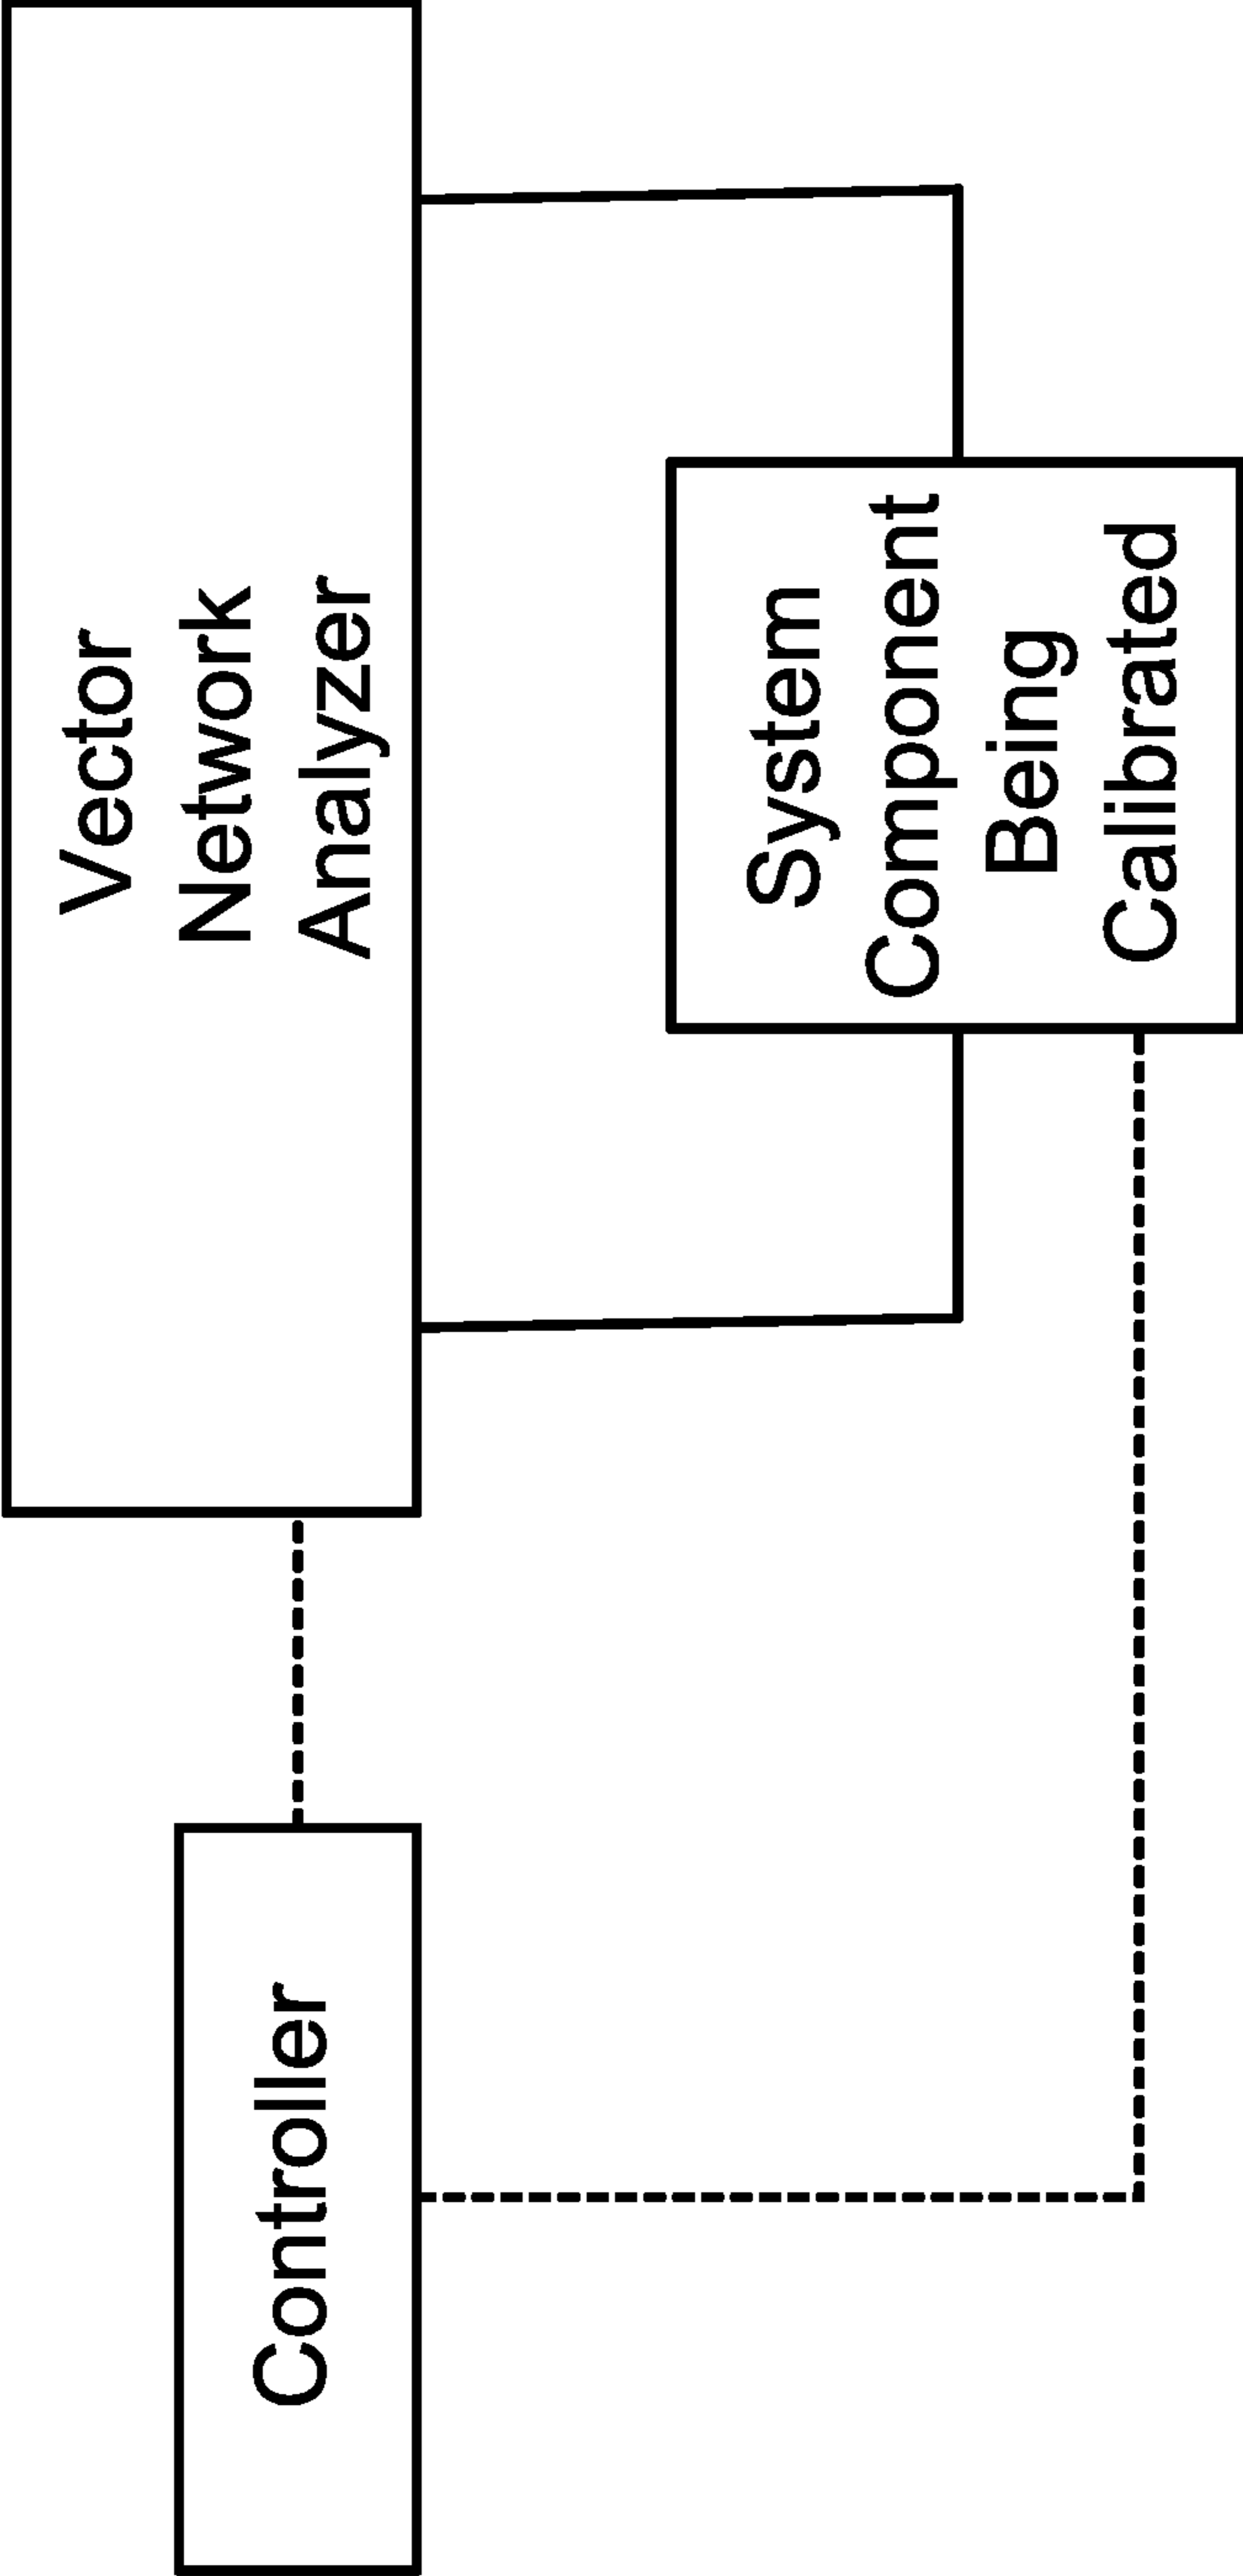 Controller
Vector
Network
Analyzer
System
Component
Being
Calibrated